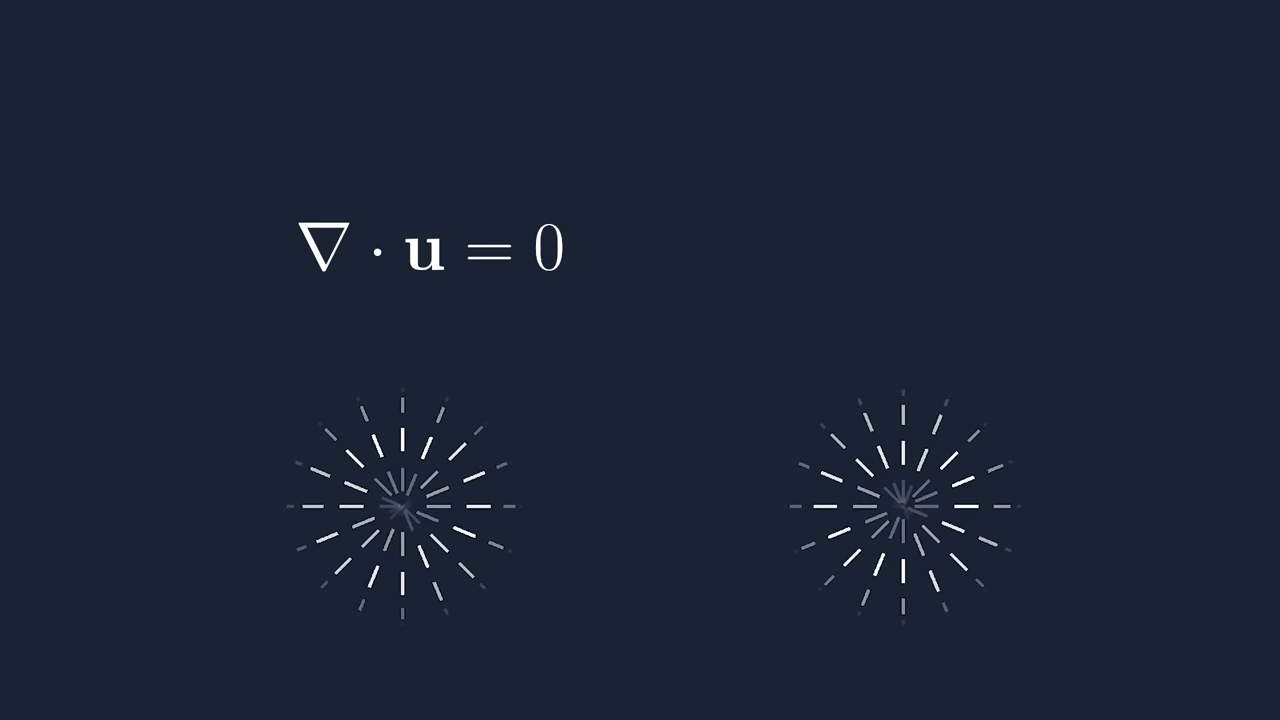 ∇ · 𝐮 = 0